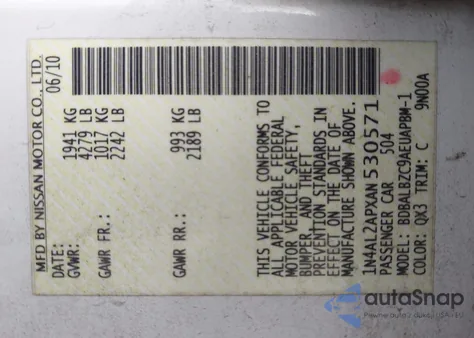 MFD BY NISSAN MOTOR CO., LTD.
DATE: 06/10
GVWR: 1941 KG
4279 LB
GAWR FR.: 1017 KG
2242 LB
GAWR RR.: 993 KG
2189 LB
THIS VEHICLE CONFORMS TO
ALL APPLICABLE FEDERAL
MOTOR VEHICLE SAFETY,
BUMPER, AND THEFT
PREVENTION STANDARDS IN
EFFECT ON THE DATE OF
MANUFACTURE SHOWN ABOVE.
1N4AL2APXAN530571
PASSENGER CAR 504
MODEL: BDBALBZC9AEUAPBM-1
COLOR: QX3 TRIM: C 9N00A
autaSnap